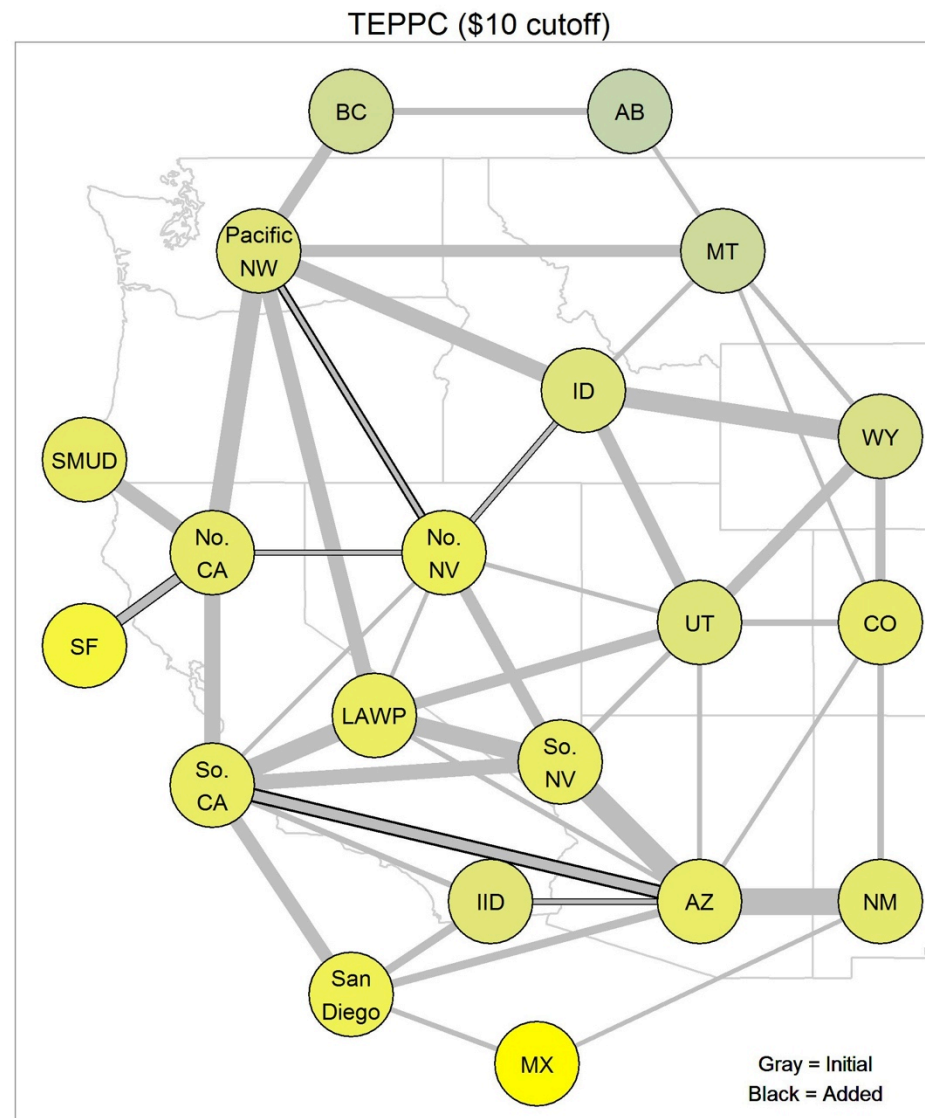 TEPPC ($10 cutoff)
BC
AB
Pacific
NW
MT
ID
WY
SMUD
No.
CA
No.
NV
SF
UT
CO
LAWP
So.
NV
So.
CA
IID
AZ
NM
San
Diego
MX
Gray = Initial
Black = Added